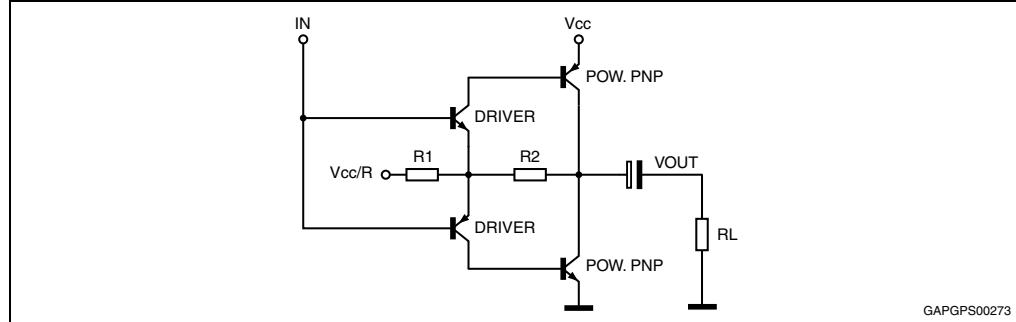 IN
Vcc
POW. PNP
DRIVER
R1
R2
Vcc/R
VOUT
DRIVER
RL
POW. PNP
GAPGPS00273